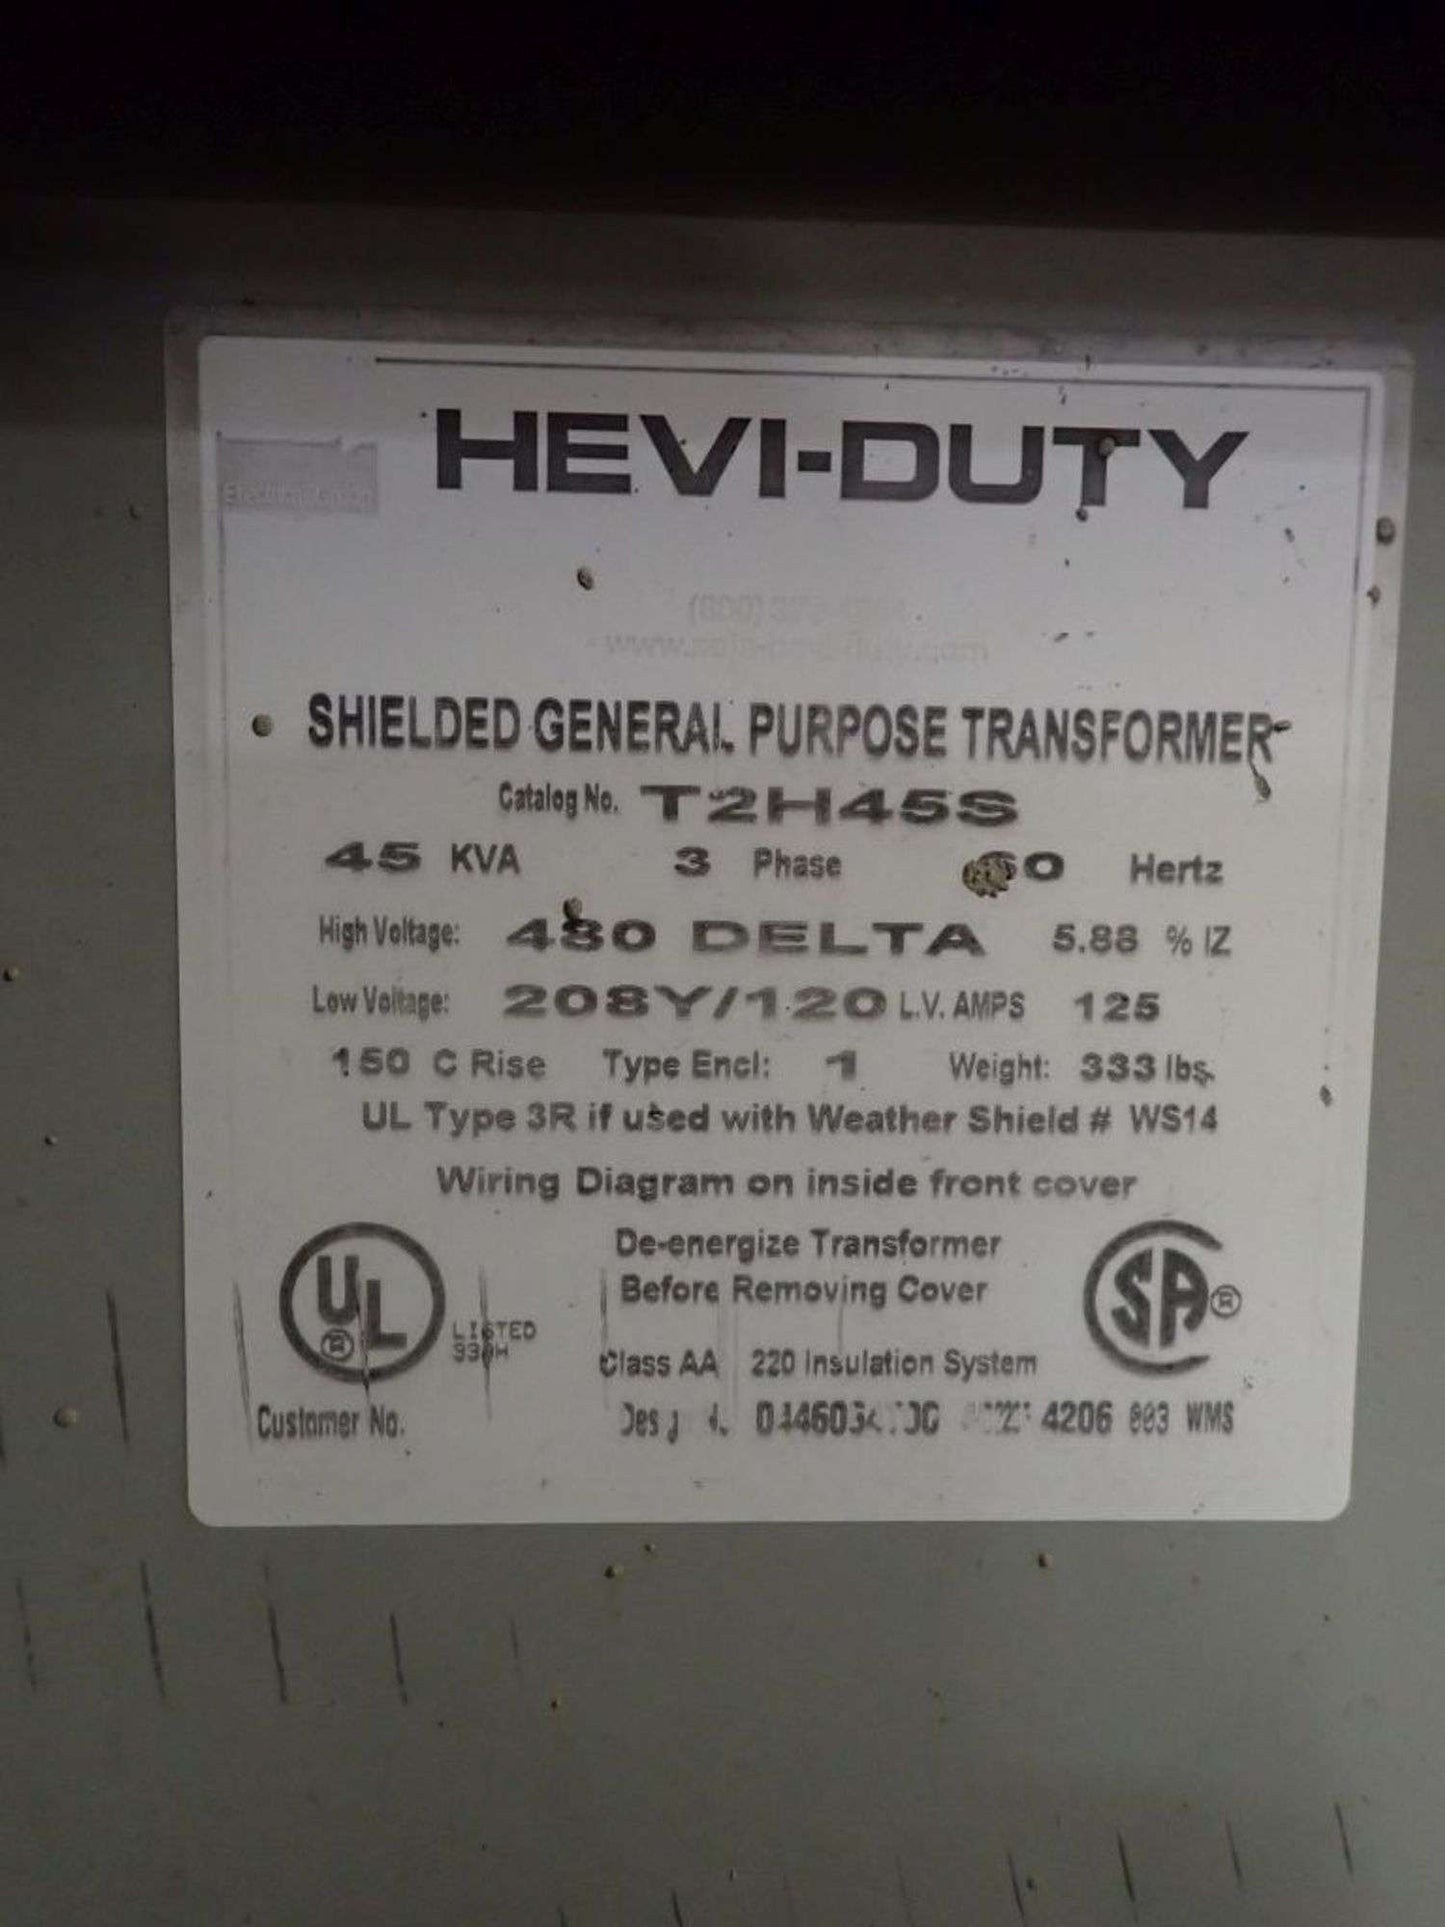 HEVI-DUTY
SHIELDED GENERAL PURPOSE TRANSFORMER
Catalog No. T2H45S
45 KVA 3 Phase 60 Hertz
High Voltage: 480 DELTA 5.88 % IZ
Low Voltage: 208Y/120 L.V. AMPS 125
150 C Rise Type Encl: 1 Weight: 333 lbs.
UL Type 3R if used with Weather Shield # WS14
Wiring Diagram on inside front cover
De-energize Transformer
Before Removing Cover
UL ® LISTED
SA ®
Class AA 220 Insulation System
Customer No.
4206 803 WMS